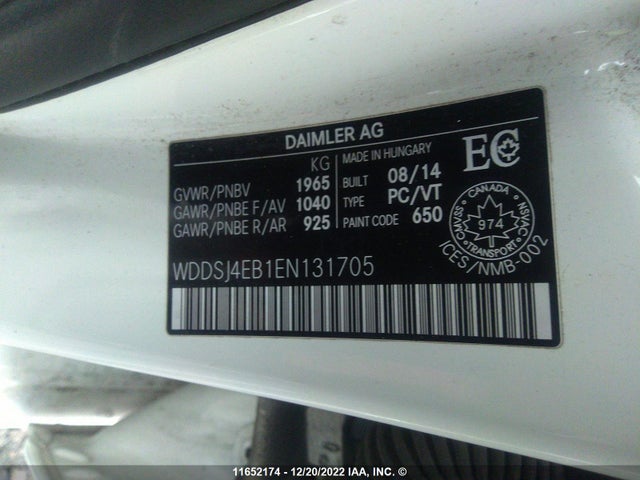 DAIMLER AG
KG
MADE IN HUNGARY
GVWR/PNBV 1965 BUILT 08/14
GAWR/PNBE F/AV 1040 TYPE PC/VT
GAWR/PNBE R/AR 925 PAINT CODE 650
EC
CANADA
CMVSS 974 NSVAC
TRANSPORT
ICES/NMB-002
WDDSJ4EB1EN131705
11652174 - 12/20/2022 IAA, INC. ©